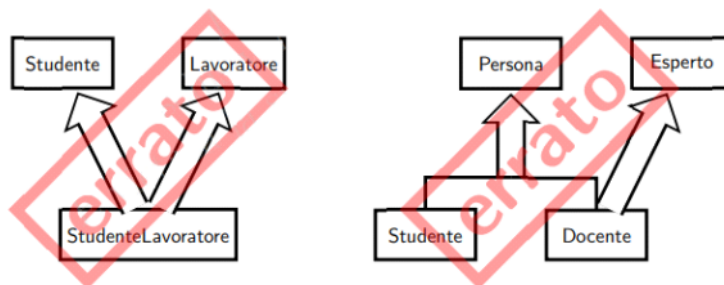 Studente
Lavoratore
StudenteLavoratore
errato
Persona
Esperto
Studente
Docente
errato